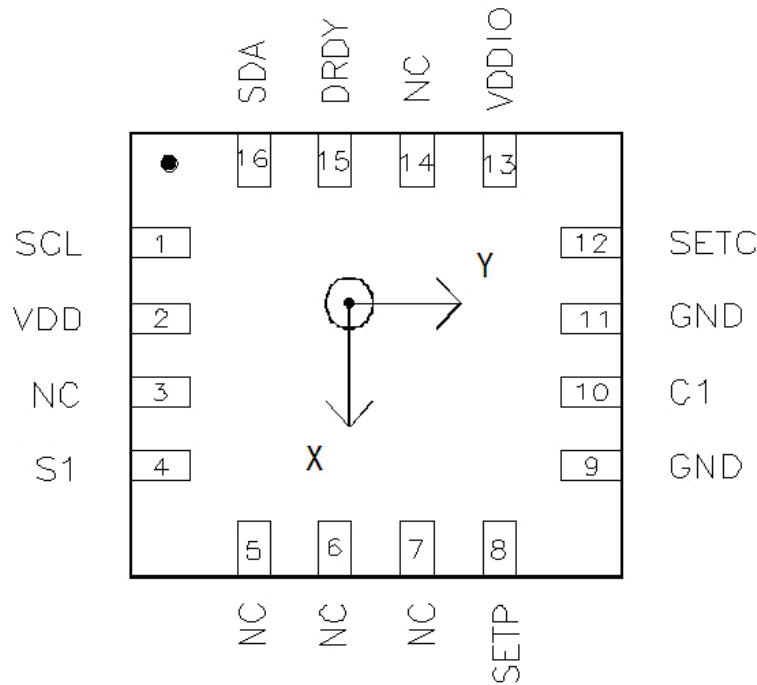 SDA
DRDY
NC
VDDIO
16
15
14
13
SCL
1
12
SETC
Y
VDD
2
11
GND
NC
3
10
C1
X
S1
4
9
GND
5
6
7
8
NC
NC
NC
SETP